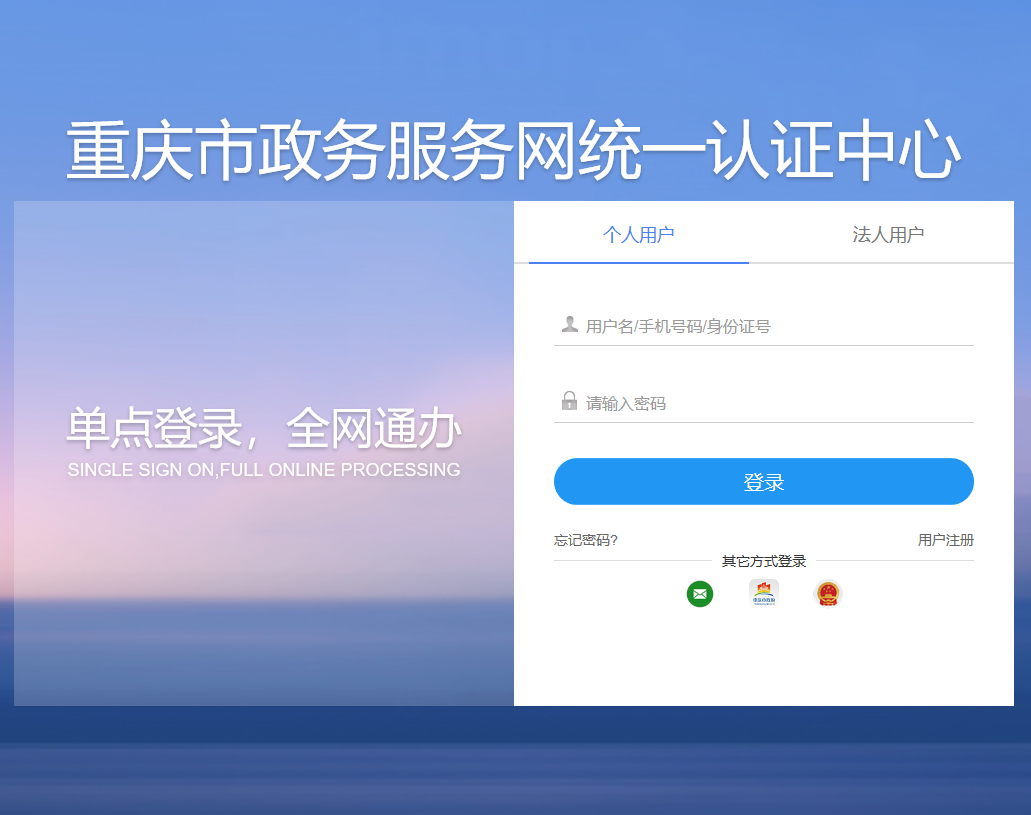 重庆市政务服务网统一认证中心
单点登录，全网通办
SINGLE SIGN ON,FULL ONLINE PROCESSING
个人用户
法人用户
用户名/手机号码/身份证号
请输入密码
登录
忘记密码?
用户注册
其它方式登录